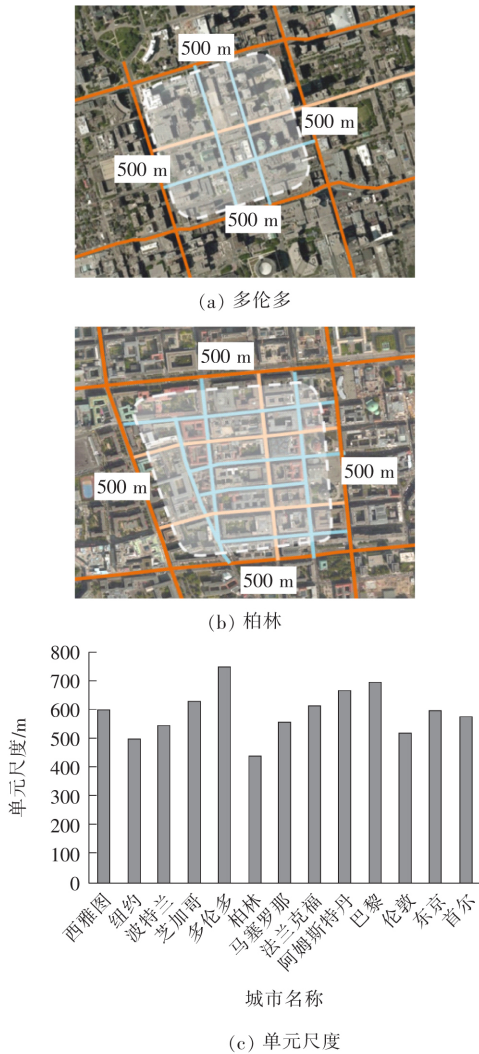 500 m
500 m
500 m
500 m
(a) 多伦多
500 m
500 m
500 m
500 m
(b) 柏林
单元尺度/m
800
700
600
500
400
300
200
100
0
西雅图
纽约
波特兰
芝加哥
多伦多
柏林
马塞罗那
法兰克福
阿姆斯特丹
巴黎
伦敦
东京
首尔
城市名称
(c) 单元尺度